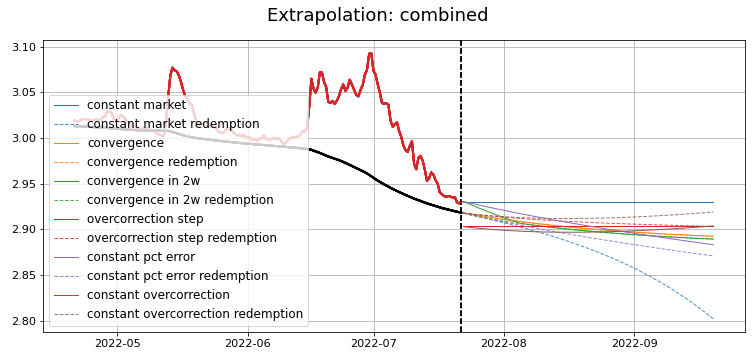 Extrapolation: combined
3.10
3.05
3.00
2.95
2.90
2.85
2.80
constant market
constant market redemption
convergence
convergence redemption
convergence in 2w
convergence in 2w redemption
overcorrection step
overcorrection step redemption
constant pct error
constant pct error redemption
constant overcorrection
constant overcorrection redemption
2022-05 2022-06 2022-07 2022-08 2022-09